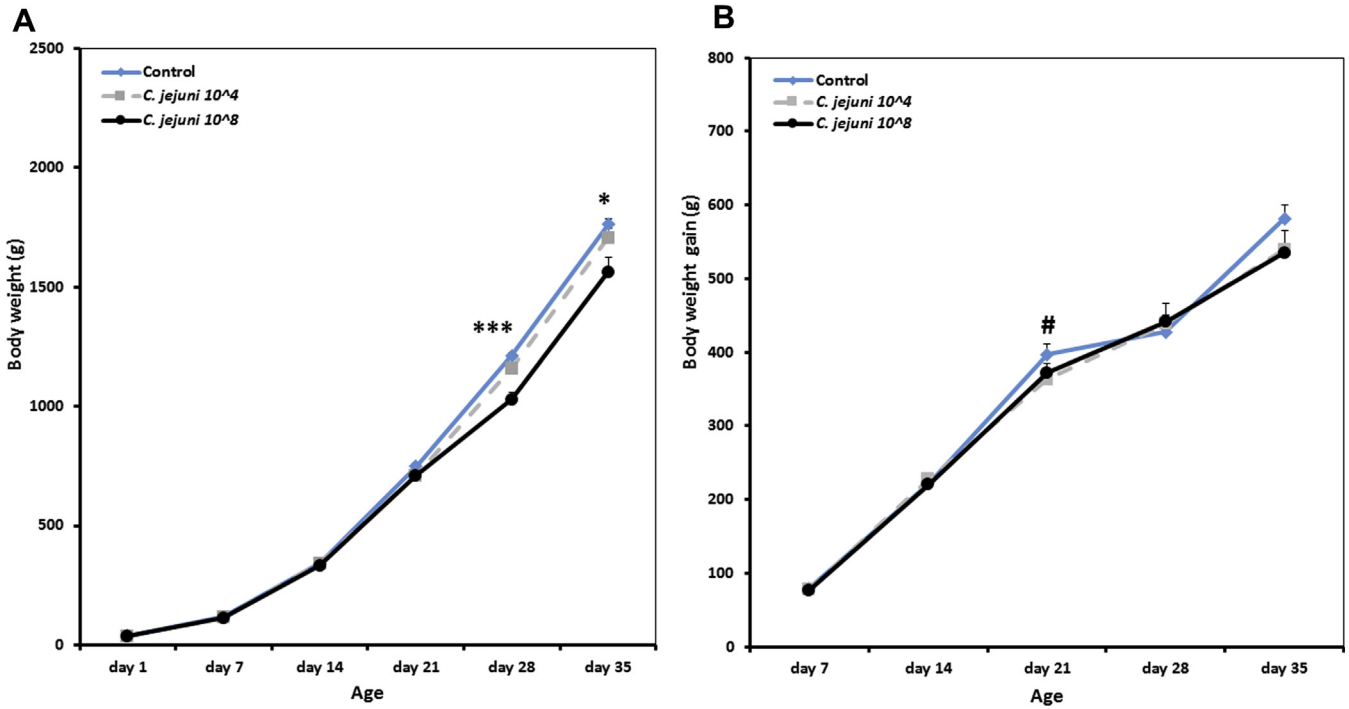 A
2500
2000
1500
1000
500
0
Body weight (g)
Control
C. jejuni 10^4
C. jejuni 10^8
***
*
day 1 day 7 day 14 day 21 day 28 day 35
Age
B
800
700
600
500
400
300
200
100
0
Body weight gain (g)
Control
C. jejuni 10^4
C. jejuni 10^8
#
day 7 day 14 day 21 day 28 day 35
Age